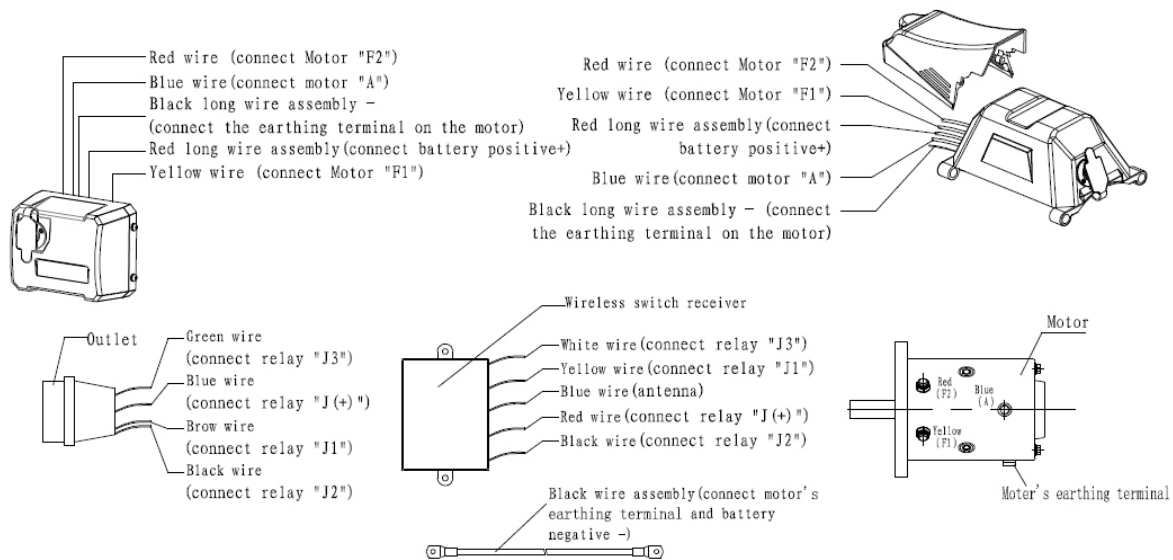 Red wire (connect Motor "F2")
Blue wire(connect motor "A")
Black long wire assembly -
(connect the earthing terminal on the motor)
Red long wire assembly(connect battery positive+)
Yellow wire (connect Motor "F1")
Red wire (connect Motor "F2")
Yellow wire (connect Motor "F1")
Red long wire assembly(connect
battery positive+)
Blue wire(connect motor "A")
Black long wire assembly - (connect
the earthing terminal on the motor)
Outlet
Green wire
(connect relay "J3")
Blue wire
(connect relay "J(+)")
Brow wire
(connect relay "J1")
Black wire
(connect relay "J2")
Wireless switch receiver
White wire(connect relay "J3")
Yellow wire(connect relay "J1")
Blue wire(antenna)
Red wire(connect relay "J(+)")
Black wire(connect relay "J2")
Black wire assembly(connect motor's
earthing terminal and battery
negative -)
Motor
Red
(F2)
Blue
(A)
Yellow
(F1)
Moter's earthing terminal